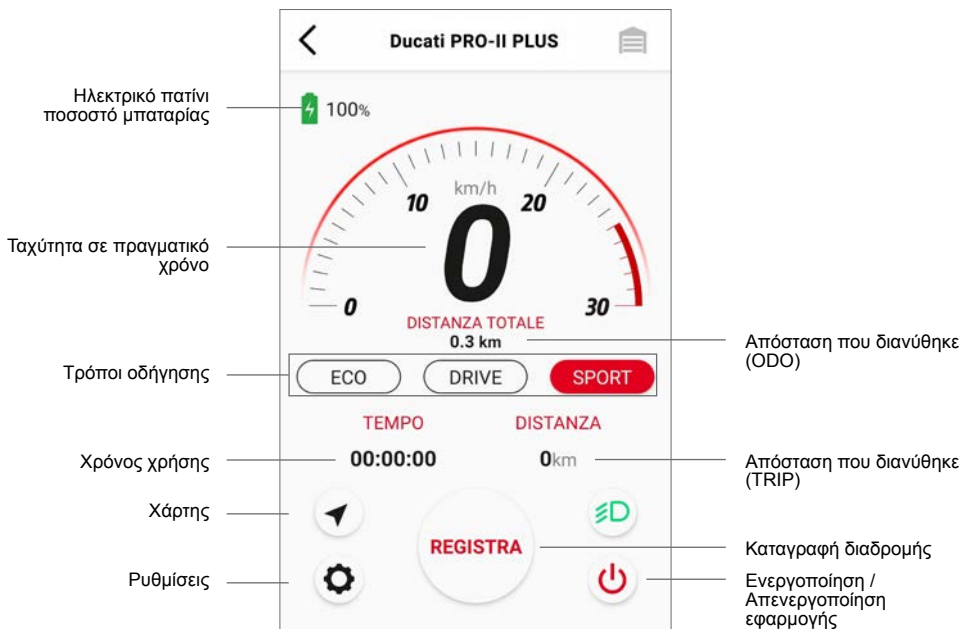 Ducati PRO-II PLUS
Ηλεκτρικό πατίνι
ποσοστό μπαταρίας
100%
km/h
10
20
0
Ταχύτητα σε πραγματικό
χρόνο
0
30
DISTANZA TOTALE
0.3 km
Απόσταση που διανύθηκε
(ODO)
Τρόποι οδήγησης
ECO
DRIVE
SPORT
TEMPO
DISTANZA
Χρόνος χρήσης
00:00:00
0km
Απόσταση που διανύθηκε
(TRIP)
Χάρτης
REGISTRA
Καταγραφή διαδρομής
Ρυθμίσεις
Ενεργοποίηση /
Απενεργοποίηση
εφαρμογής